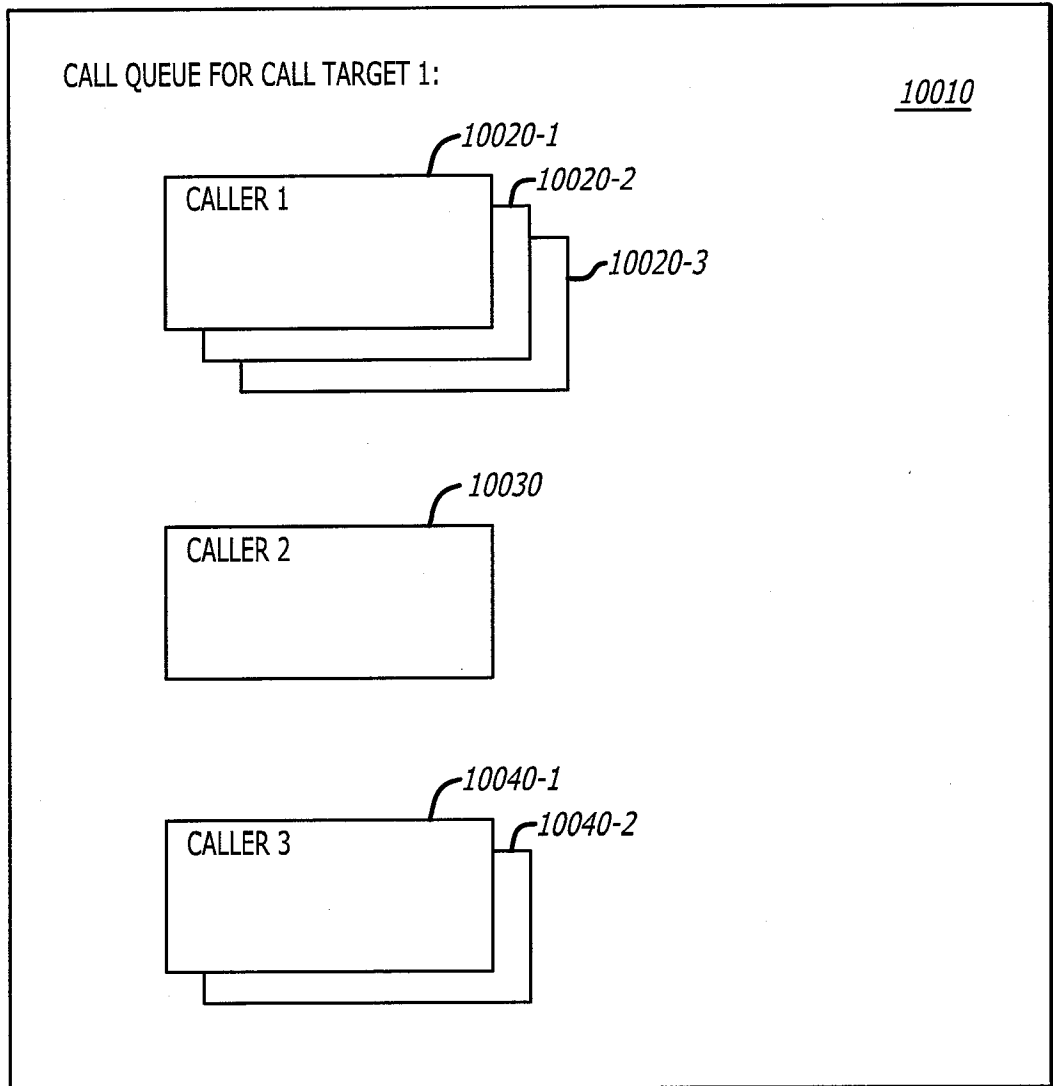 CALL QUEUE FOR CALL TARGET 1:
10010
10020-1
CALLER 1
10020-2
10020-3
10030
CALLER 2
10040-1
CALLER 3
10040-2